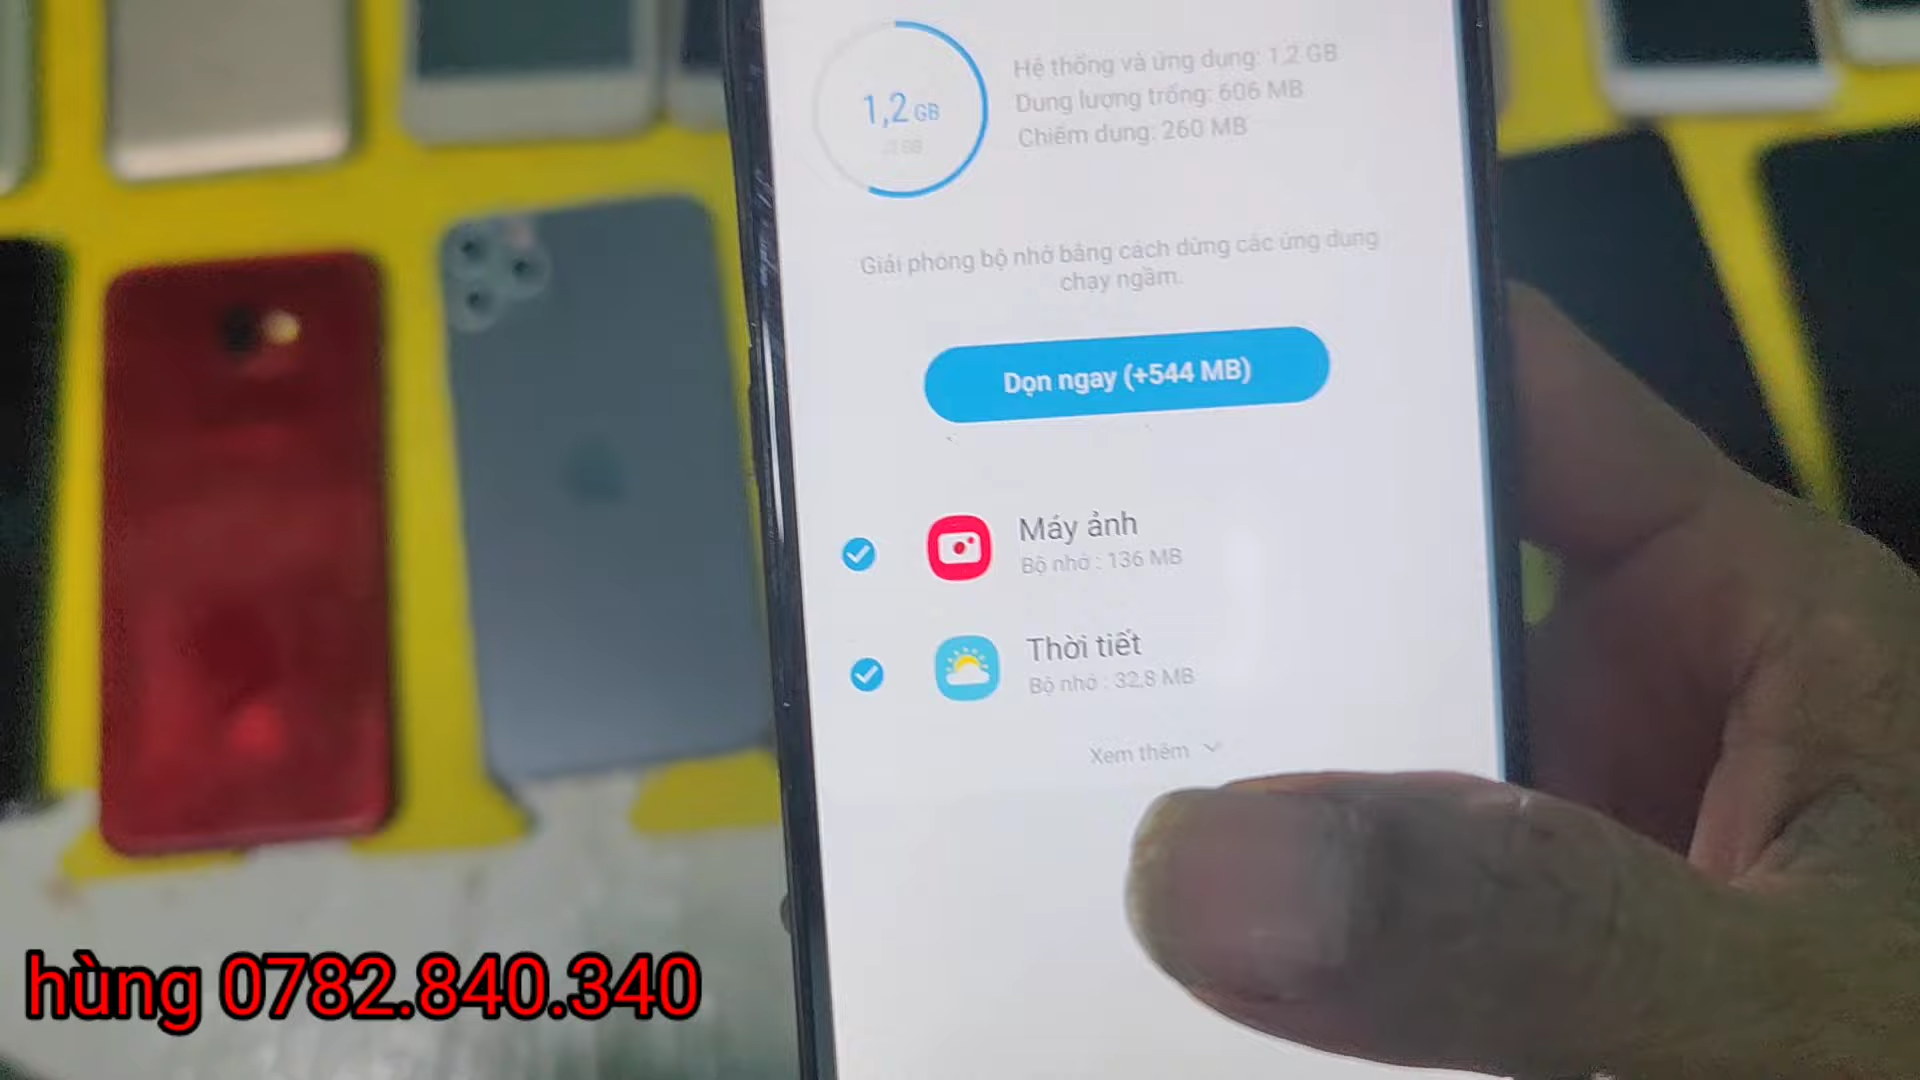 Hệ thống và ứng dụng: 1,2 GB
Dung lượng trống: 606 MB
Chiếm dụng: 260 MB
1,2 GB
Giải phóng bộ nhớ bằng cách dừng các ứng dụng
chạy ngầm.
Dọn ngay (+544 MB)
Máy ảnh
Bộ nhớ : 136 MB
Thời tiết
Bộ nhớ : 32,8 MB
Xem thêm
hùng 0782.840.340